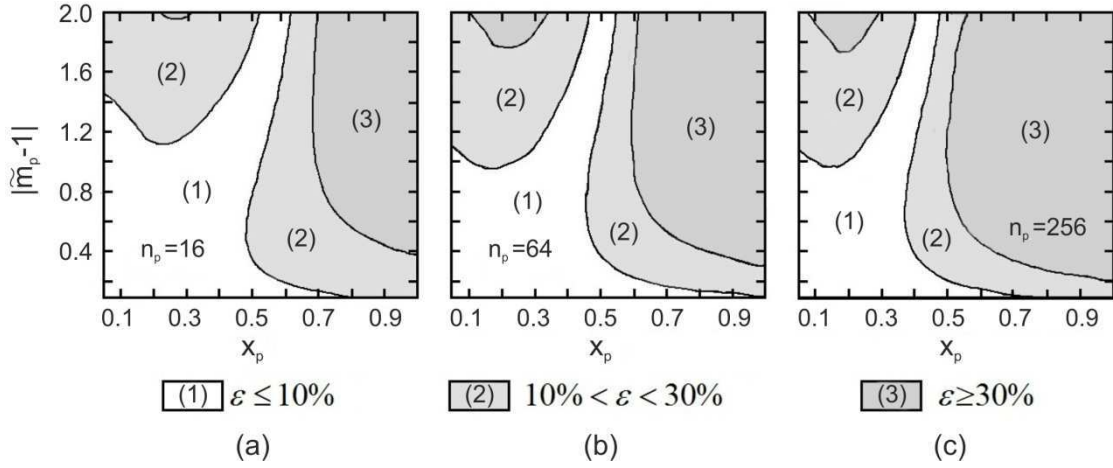 2.0
1.6
1.2
0.8
0.4
|m̃ₚ-1|
(2)
(3)
(1)
(2)
nₚ=16
(2)
(3)
(1)
(2)
nₚ=64
(2)
(3)
(1)
(2)
nₚ=256
0.1 0.3 0.5 0.7 0.9
0.1 0.3 0.5 0.7 0.9
0.1 0.3 0.5 0.7 0.9
xₚ
xₚ
xₚ
(1) ε ≤ 10%
(2) 10% < ε < 30%
(3) ε≥30%
(a)
(b)
(c)